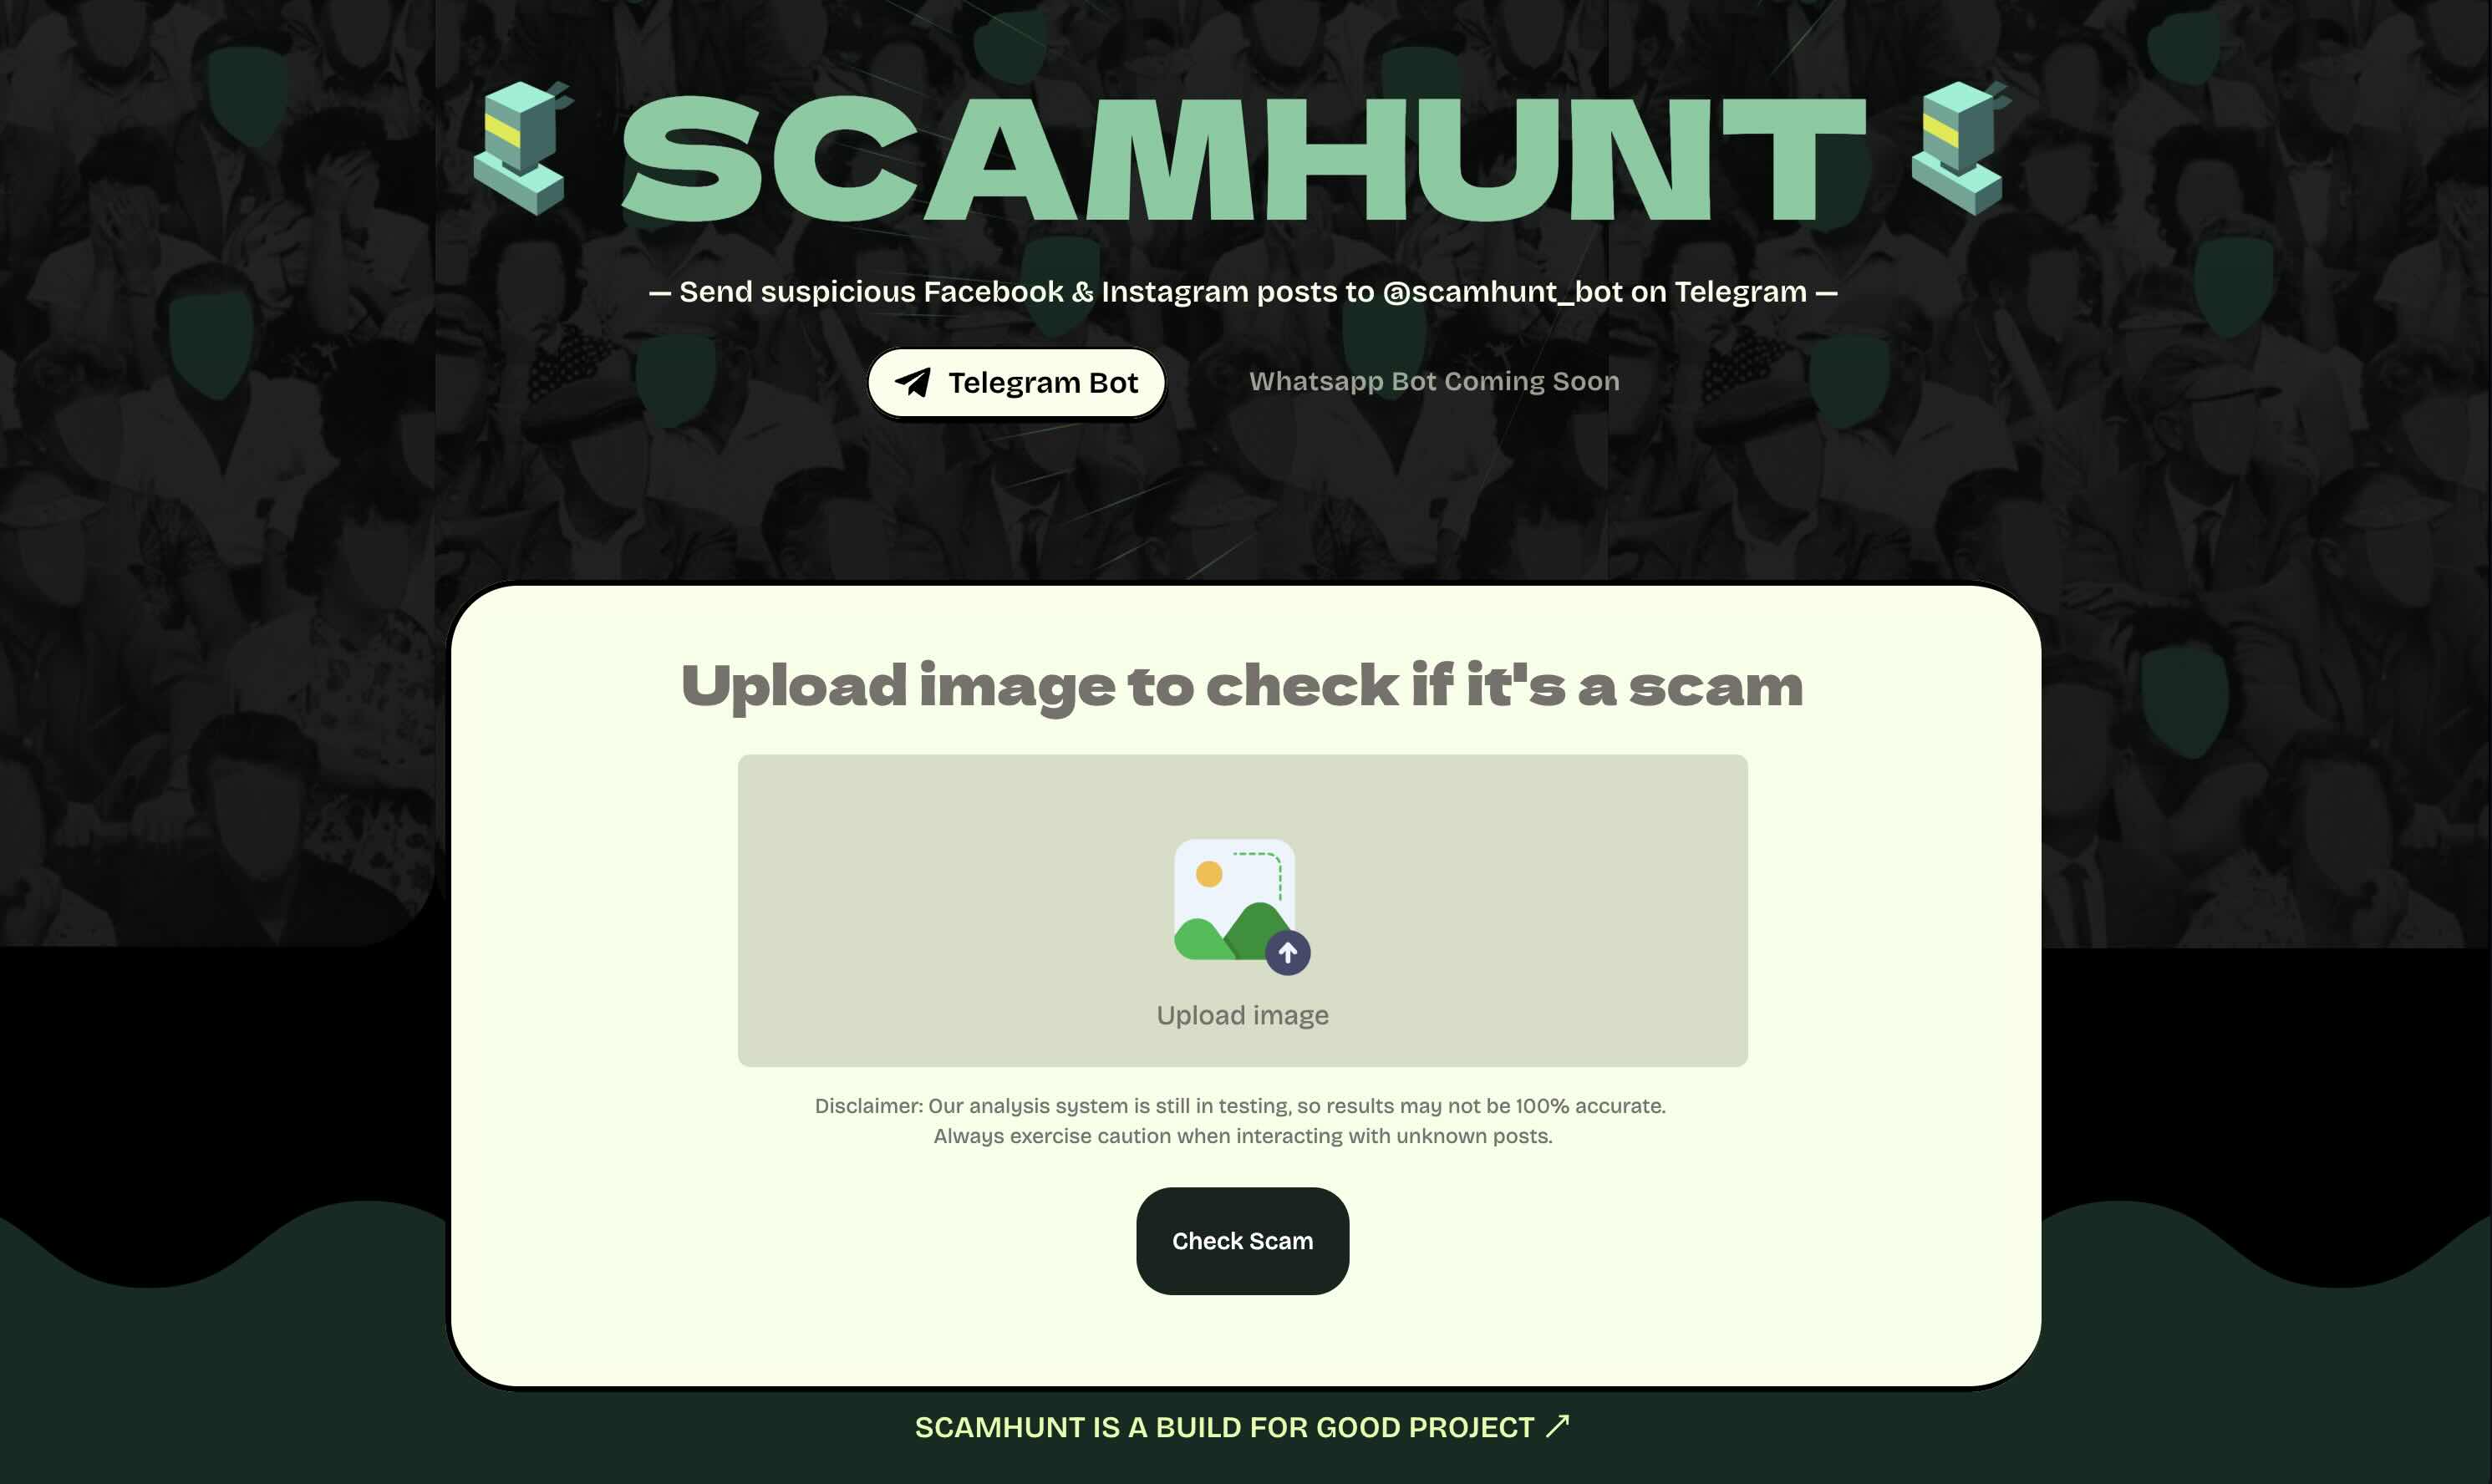 SCAMHUNT
— Send suspicious Facebook & Instagram posts to @scamhunt_bot on Telegram —
Telegram Bot
Whatsapp Bot Coming Soon
Upload image to check if it's a scam
Upload image
Disclaimer: Our analysis system is still in testing, so results may not be 100% accurate.
Always exercise caution when interacting with unknown posts.
Check Scam
SCAMHUNT IS A BUILD FOR GOOD PROJECT ↗